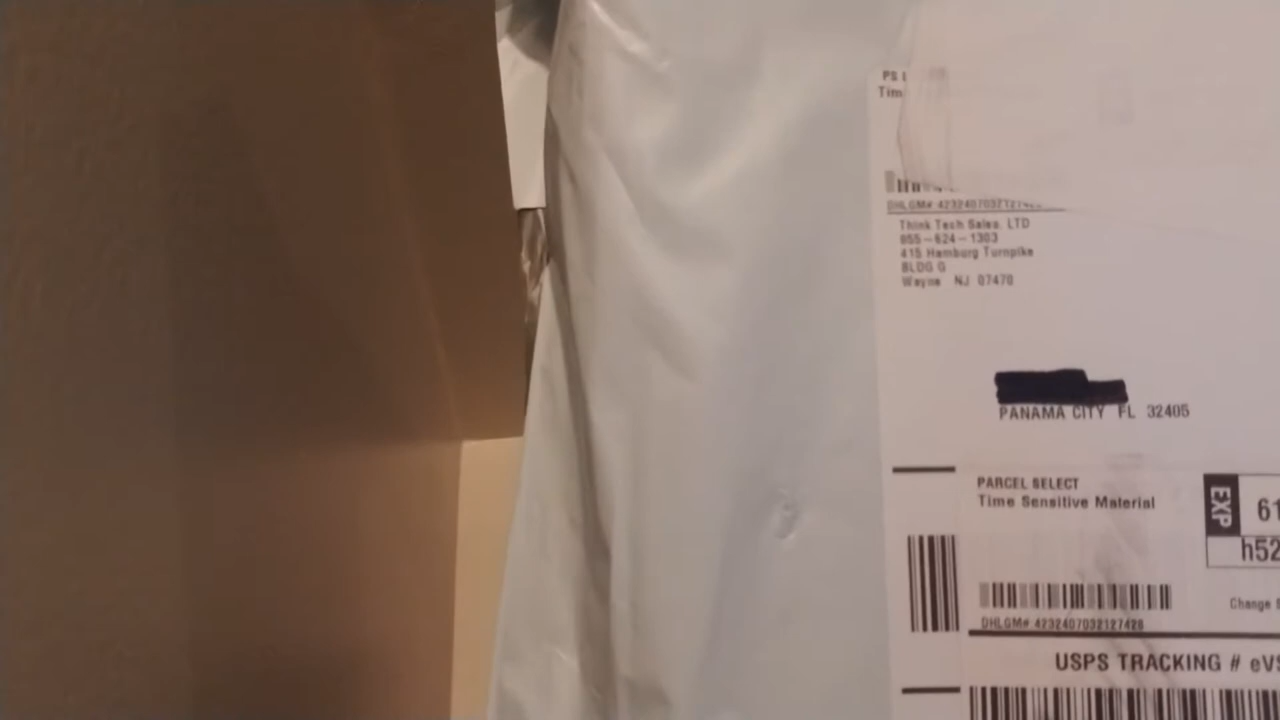 PS
Tim
DHLGM#: 4232407032127428
Think Tech Sales. LTD
855-624-1303
415 Hamburg Turnpike
BLDG G
Wayne NJ 07470
PANAMA CITY FL 32405
PARCEL SELECT
Time Sensitive Material
EXP
61
h52
Change
DHLGM#: 4232407032127428
USPS TRACKING # eVS